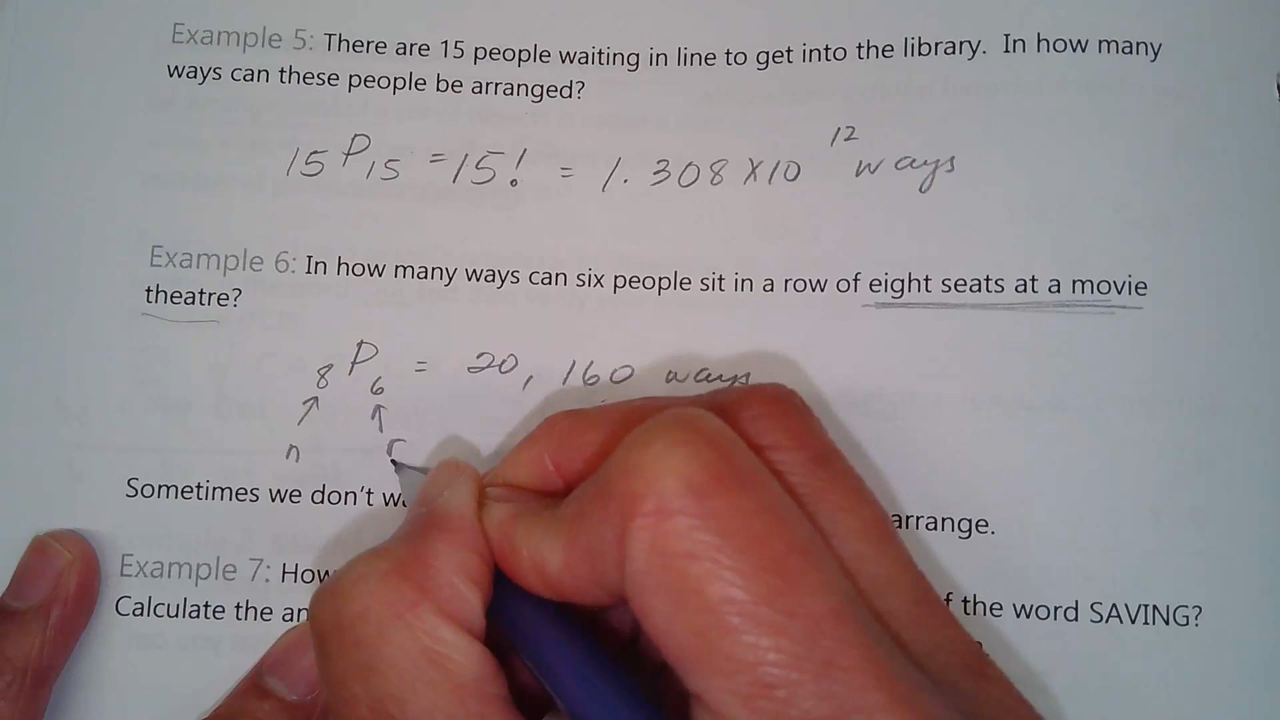 Example 5: There are 15 people waiting in line to get into the library. In how many
ways can these people be arranged?
15P15 = 15! = 1.308 X 10^12 ways
Example 6: In how many ways can six people sit in a row of eight seats at a movie
theatre?
8P6 = 20,160 ways
n r
Sometimes we don't arrange.
Example 7: How of the word SAVING?
Calculate the